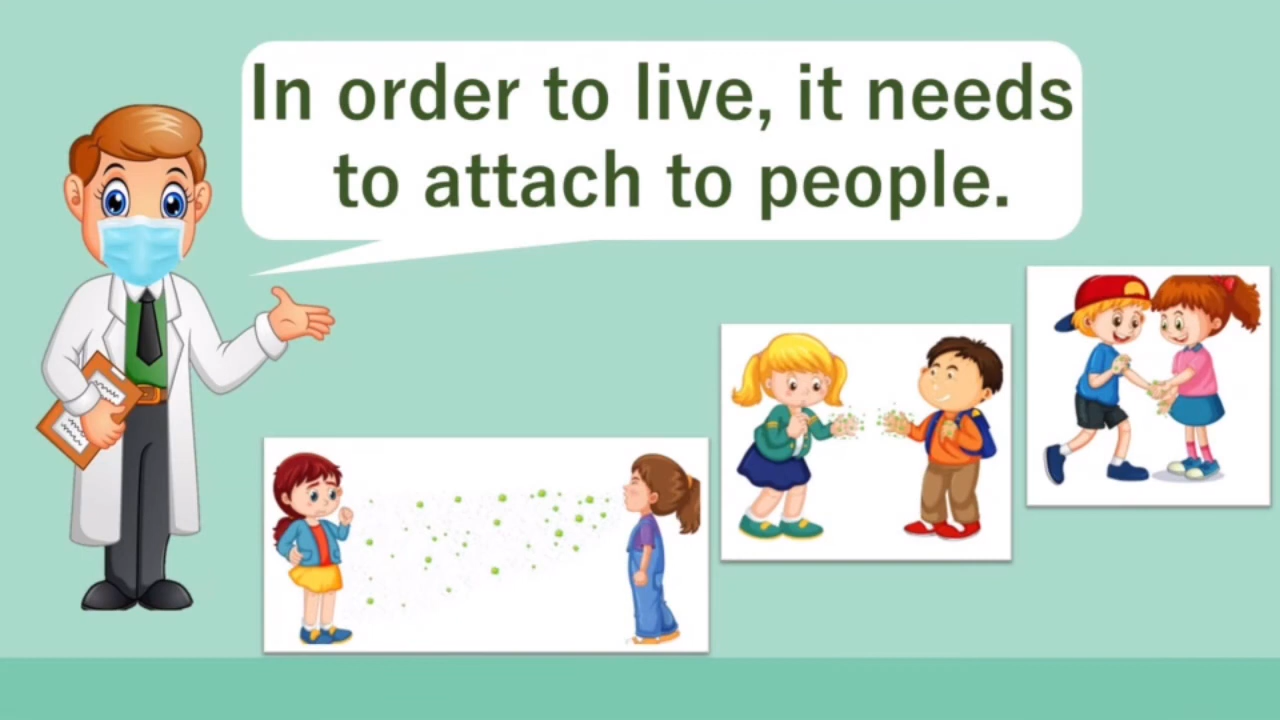 In order to live, it needs
to attach to people.